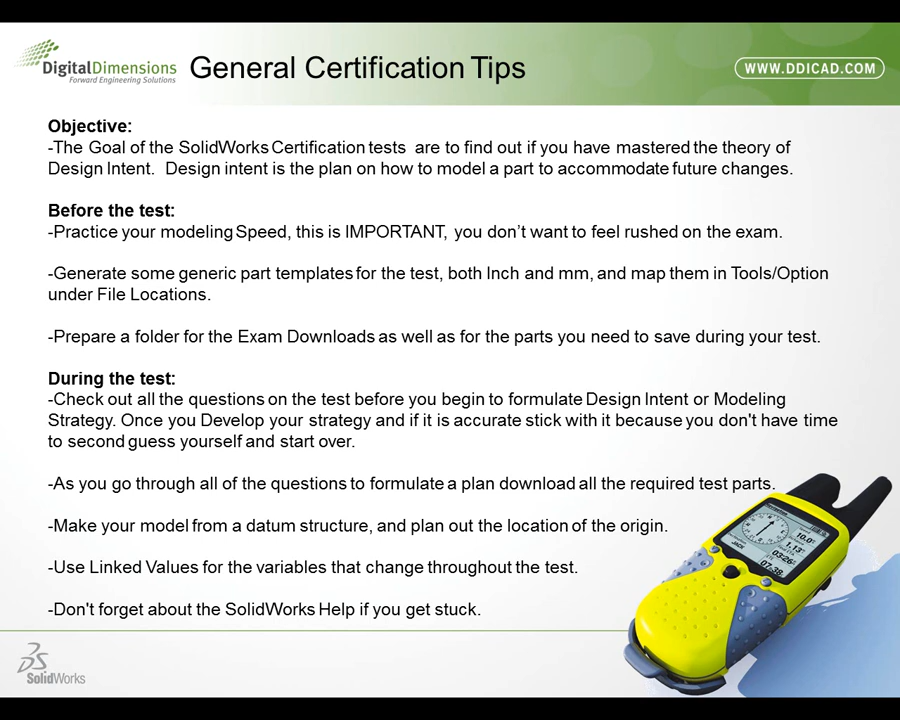 DigitalDimensions
Forward Engineering Solutions
General Certification Tips
WWW.DDICAD.COM
Objective:
-The Goal of the SolidWorks Certification tests are to find out if you have mastered the theory of
Design Intent. Design intent is the plan on how to model a part to accommodate future changes.
Before the test:
-Practice your modeling Speed, this is IMPORTANT, you don’t want to feel rushed on the exam.
-Generate some generic part templates for the test, both Inch and mm, and map them in Tools/Option
under File Locations.
-Prepare a folder for the Exam Downloads as well as for the parts you need to save during your test.
During the test:
-Check out all the questions on the test before you begin to formulate Design Intent or Modeling
Strategy. Once you Develop your strategy and if it is accurate stick with it because you don't have time
to second guess yourself and start over.
-As you go through all of the questions to formulate a plan download all the required test parts.
-Make your model from a datum structure, and plan out the location of the origin.
-Use Linked Values for the variables that change throughout the test.
-Don't forget about the SolidWorks Help if you get stuck.
10.0
1.13
JACK
03:26
07:38
SolidWorks